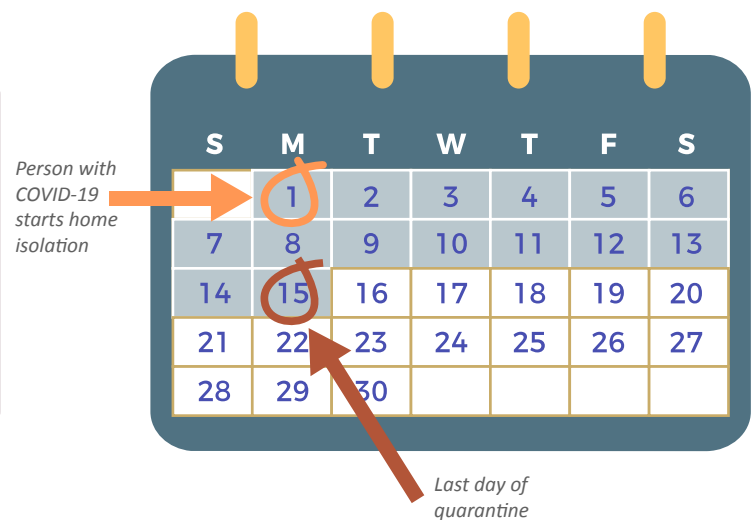 S M T W T F S
Person with
COVID-19
starts home
isolation
1 2 3 4 5 6
7 8 9 10 11 12 13
14 15 16 17 18 19 20
21 22 23 24 25 26 27
28 29 30
Last day of
quarantine